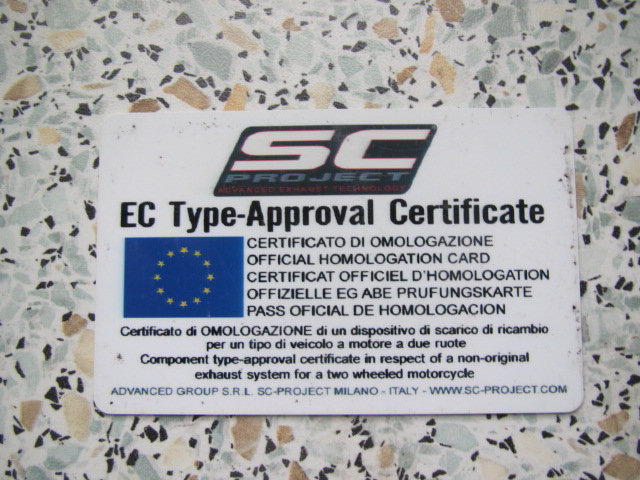 SC
PROJECT
ADVANCED EXHAUST TECHNOLOGY
EC Type-Approval Certificate
CERTIFICATO DI OMOLOGAZIONE
OFFICIAL HOMOLOGATION CARD
CERTIFICAT OFFICIEL D'HOMOLOGATION
OFFIZIELLE EG ABE PRUFUNGSKARTE
PASS OFICIAL DE HOMOLOGACION
Certificato di OMOLOGAZIONE di un dispositivo di scarico di ricambio
per un tipo di veicolo a motore a due ruote
Component type-approval certificate in respect of a non-original
exhaust system for a two wheeled motorcycle
ADVANCED GROUP S.R.L. SC-PROJECT MILANO - ITALY - WWW.SC-PROJECT.COM